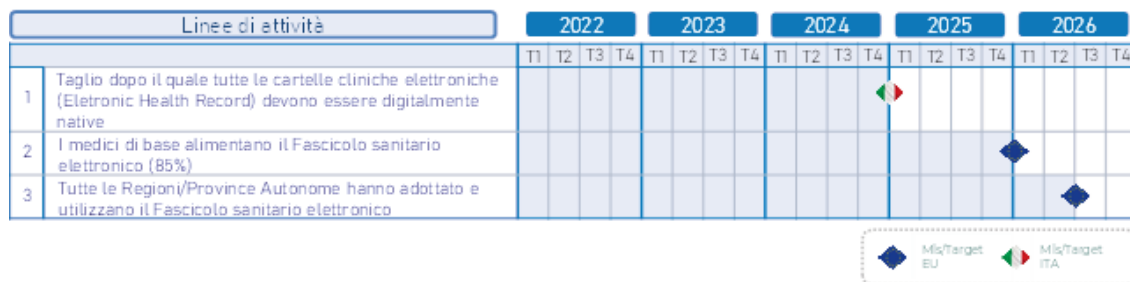 Linee di attività 2022 2023 2024 2025 2026
T1 T2 T3 T4 T1 T2 T3 T4 T1 T2 T3 T4 T1 T2 T3 T4 T1 T2 T3 T4
1 Taglio dopo il quale tutte le cartelle cliniche elettroniche
(Eletronic Health Record) devono essere digitalmente
native
2 I medici di base alimentano il Fascicolo sanitario
elettronico (85%)
3 Tutte le Regioni/Province Autonome hanno adottato e
utilizzano il Fascicolo sanitario elettronico
Mls/Target
EU
Mls/Target
ITA